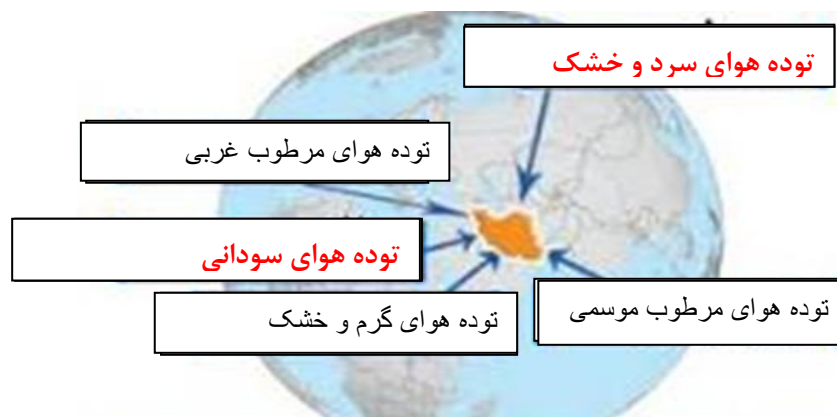 توده هوای سرد و خشک
توده هوای مرطوب غربی
توده هوای سودانی
توده هوای گرم و خشک
توده هوای مرطوب موسمی